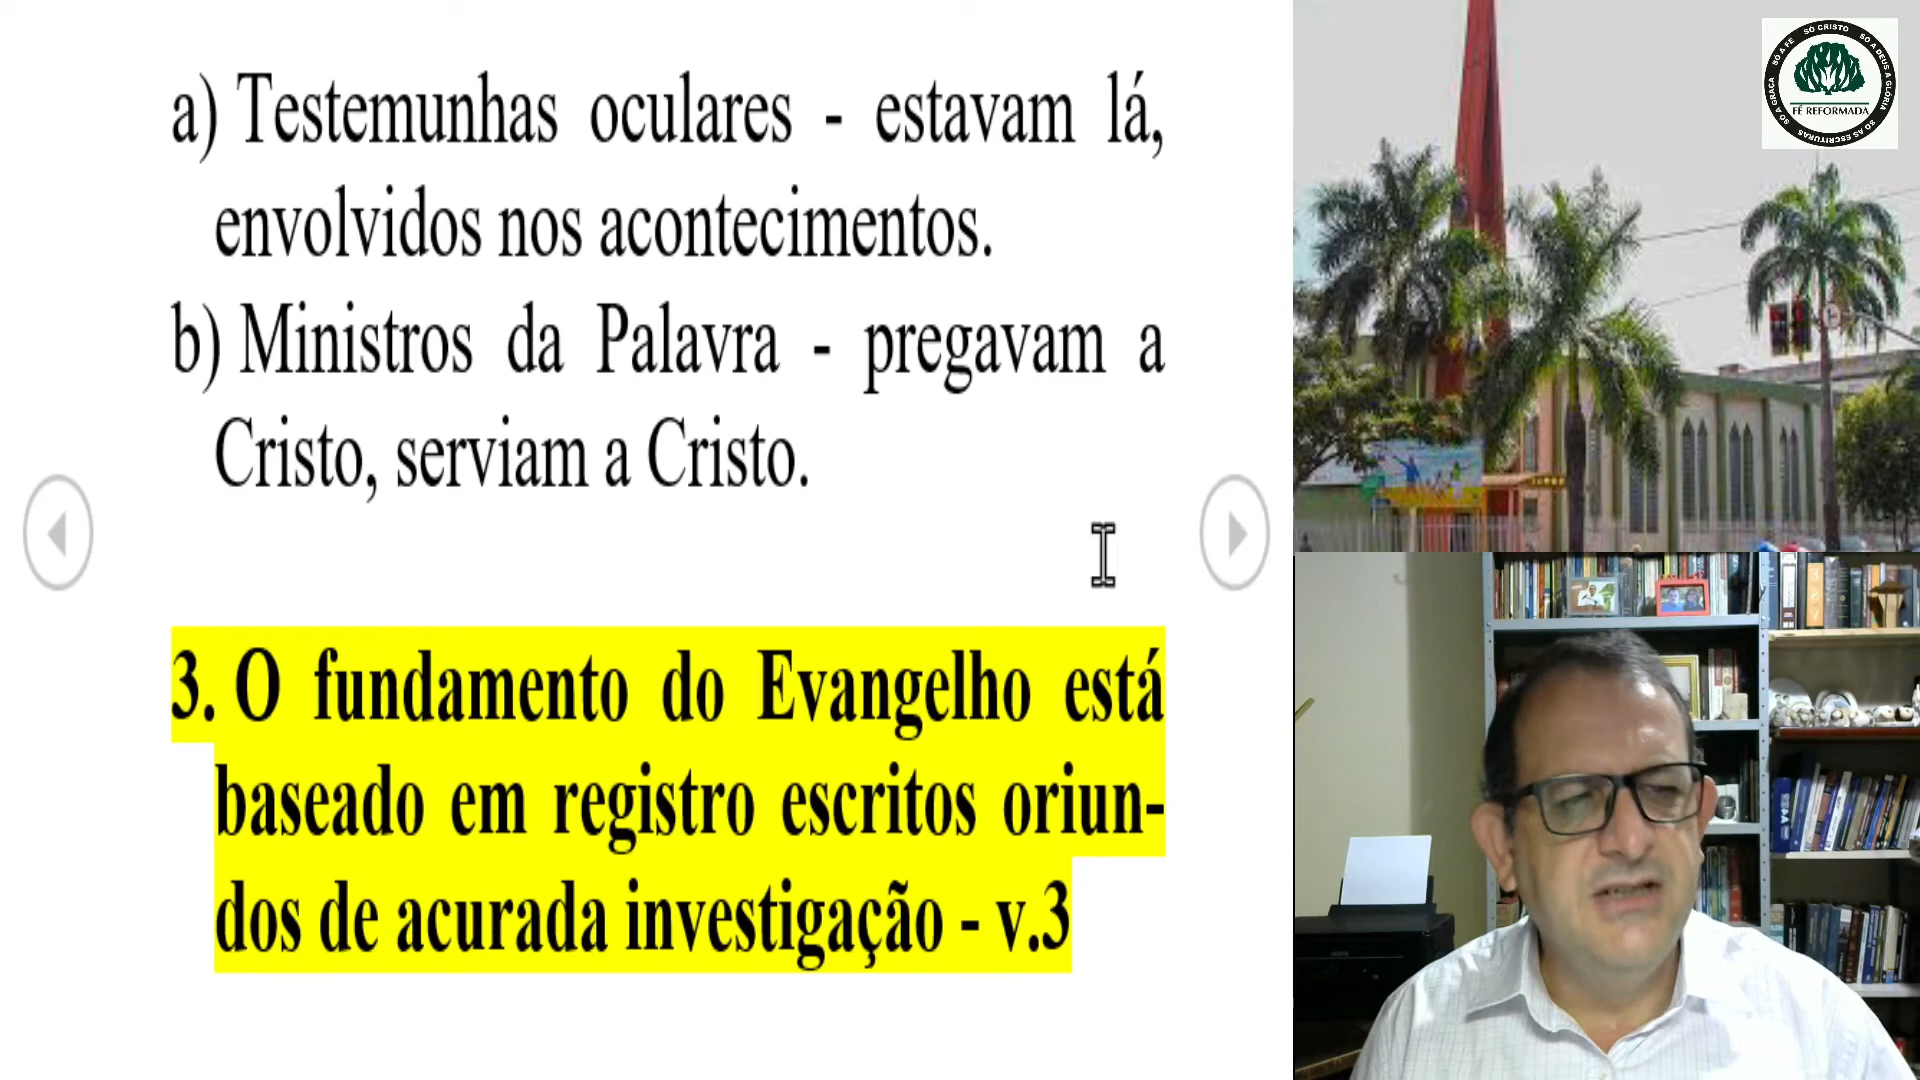 a) Testemunhas oculares - estavam lá,
envolvidos nos acontecimentos.
b) Ministros da Palavra - pregavam a
Cristo, serviam a Cristo.
3. O fundamento do Evangelho está
baseado em registro escritos oriun-
dos de acurada investigação - v.3
SÓ A GRAÇA SÓ A FÉ SÓ CRISTO SÓ A DEUS A GLÓRIA SÓ AS ESCRITURAS
FÉ REFORMADA